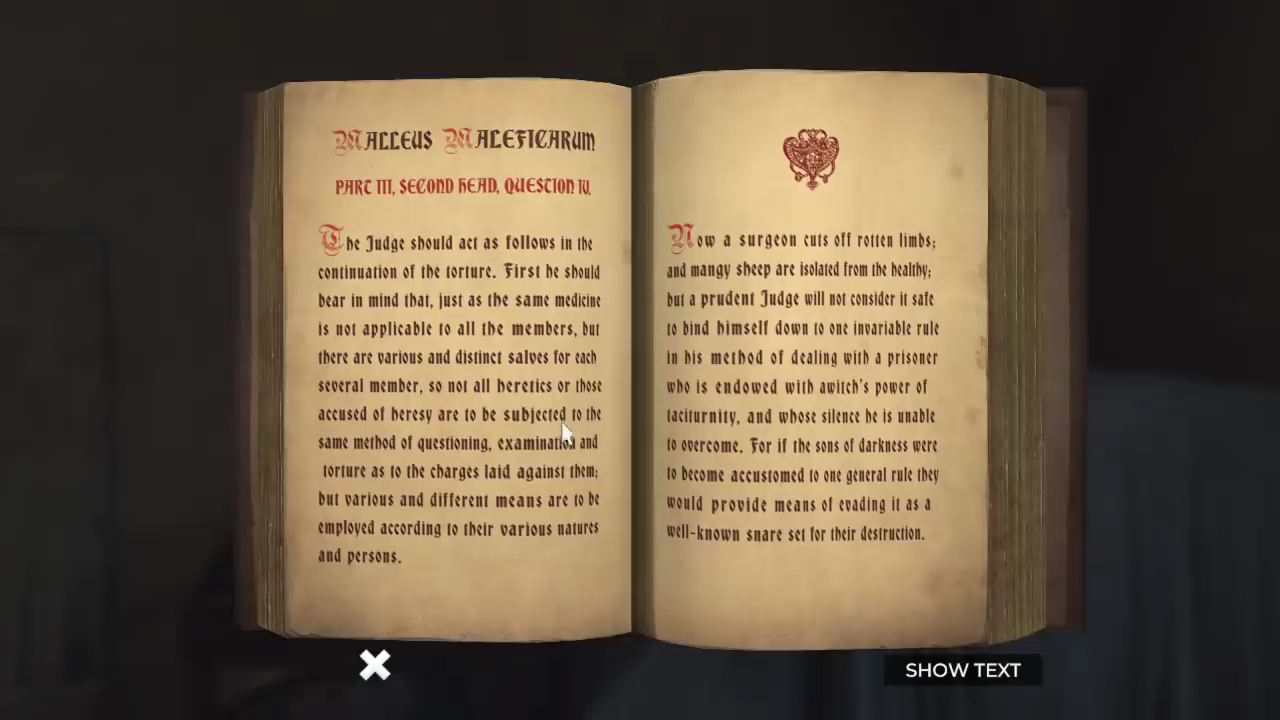 Malleus Maleficarum
Part III, Second Head, Question IV.
The Judge should act as follows in the
continuation of the torture. First he should
bear in mind that, just as the same medicine
is not applicable to all the members, but
there are various and distinct salves for each
several member, so not all heretics or those
accused of heresy are to be subjected to the
same method of questioning, examination and
torture as to the charges laid against them;
but various and different means are to be
employed according to their various natures
and persons.
Now a surgeon cuts off rotten limbs;
and mangy sheep are isolated from the healthy;
but a prudent Judge will not consider it safe
to bind himself down to one invariable rule
in his method of dealing with a prisoner
who is endowed with awitch's power of
taciturnity, and whose silence he is unable
to overcome. For if the sons of darkness were
to become accustomed to one general rule they
would provide means of evading it as a
well-known snare set for their destruction.
SHOW TEXT